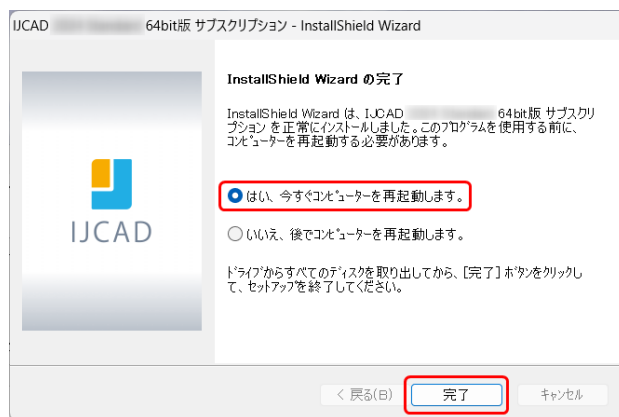 IJCAD 64bit版 サブスクリプション - InstallShield Wizard
InstallShield Wizard の完了
InstallShield Wizard は、IJCAD 64bit版 サブスクリ
プション を正常にインストールしました。このプログラムを使用する前に、
コンピューターを再起動する必要があります。
はい、今すぐコンピューターを再起動します。
いいえ、後でコンピューターを再起動します。
IJCAD
ドライブからすべてのディスクを取り出してから、[完了] ボタンをクリックし
て、セットアップを終了してください。
< 戻る(B)
完了
キャンセル